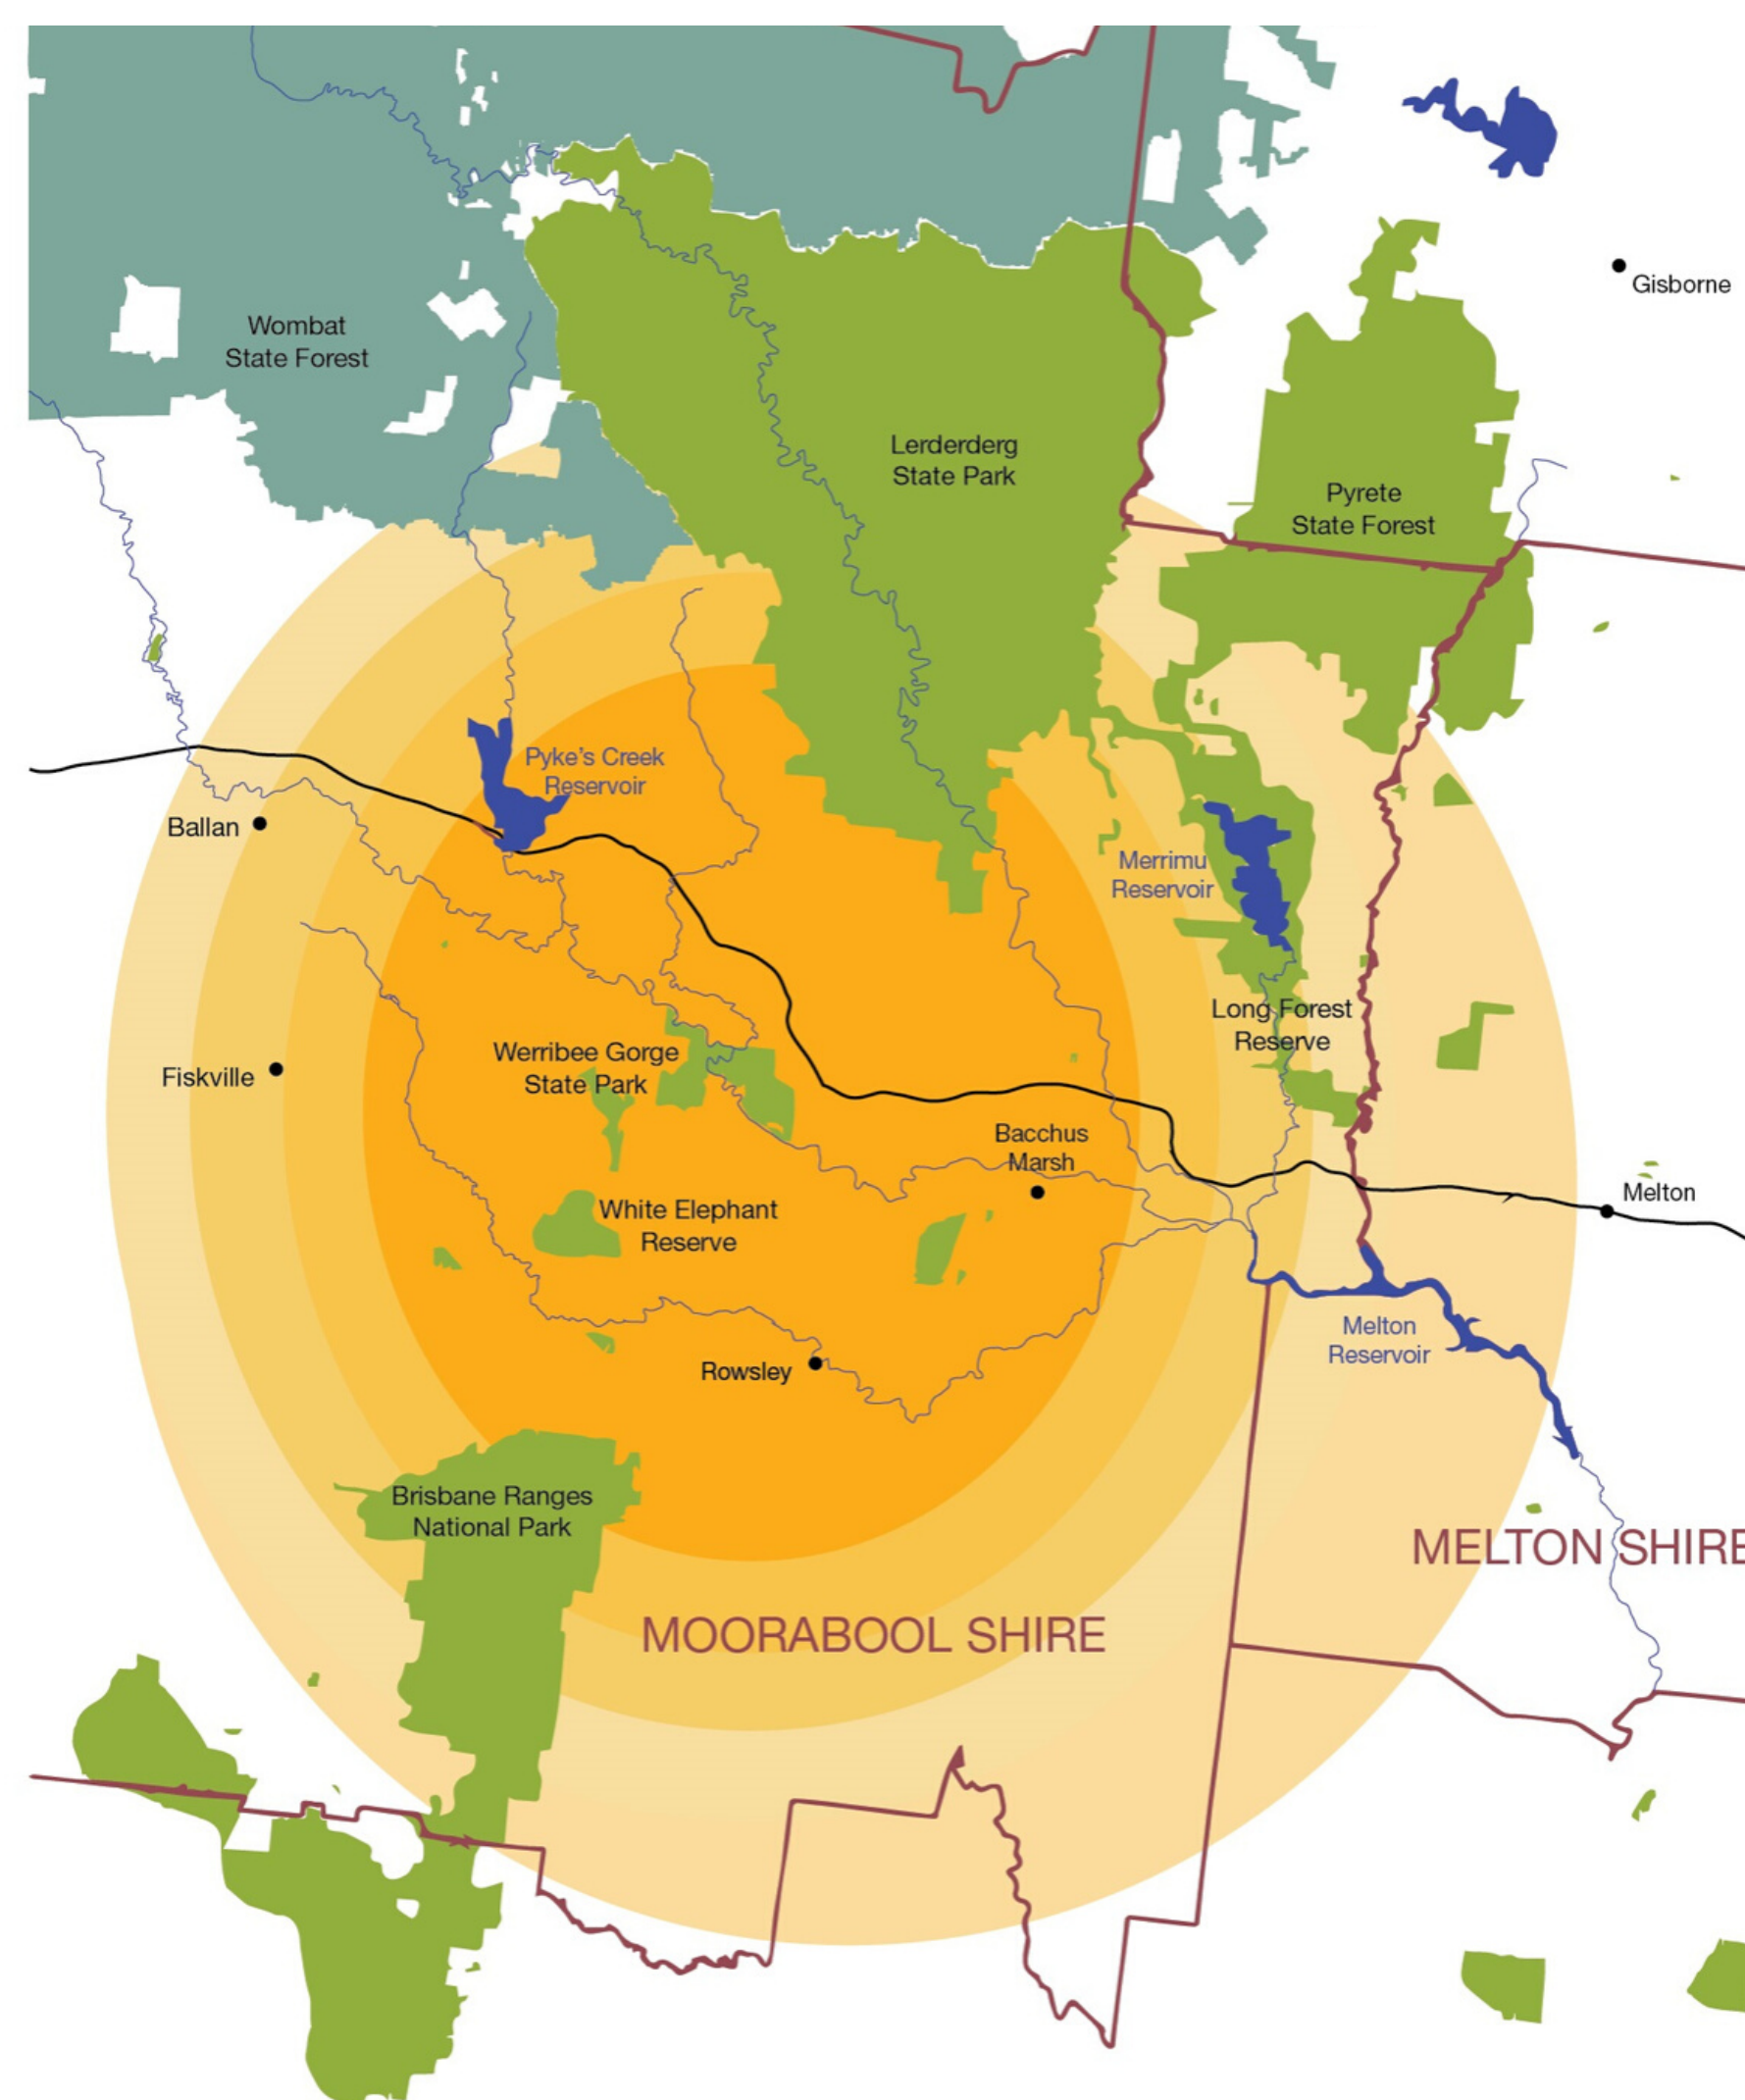 Gisborne
Wombat
State Forest
Lerderderg
State Park
Pyrete
State Forest
Pyke's Creek
Reservoir
Ballan
Merrimu
Reservoir
Long Forest
Reserve
Werribee Gorge
State Park
Fiskville
Bacchus
Marsh
Melton
White Elephant
Reserve
Melton
Reservoir
Rowsley
Brisbane Ranges
National Park
MELTON SHIRE
MOORABOOL SHIRE